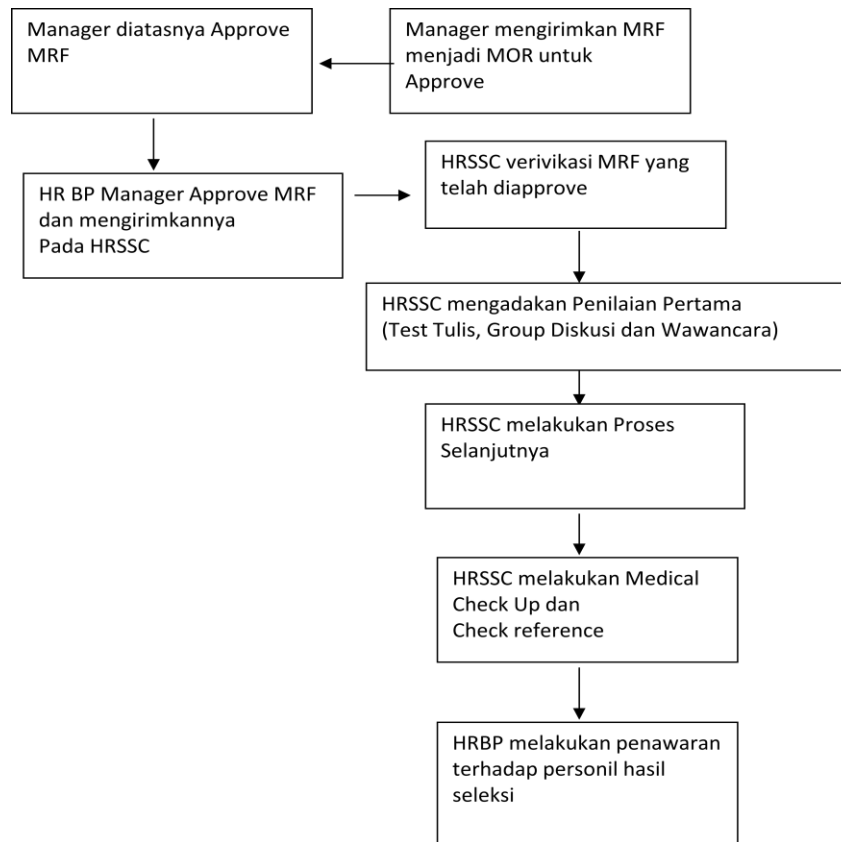 Manager diatasnya Approve
MRF
Manager mengirimkan MRF
menjadi MOR untuk
Approve
HR BP Manager Approve MRF
dan mengirimkannya
Pada HRSSC
HRSSC verivikasi MRF yang
telah diapprove
HRSSC mengadakan Penilaian Pertama
(Test Tulis, Group Diskusi dan Wawancara)
HRSSC melakukan Proses
Selanjutnya
HRSSC melakukan Medical
Check Up dan
Check reference
HRBP melakukan penawaran
terhadap personil hasil
seleksi